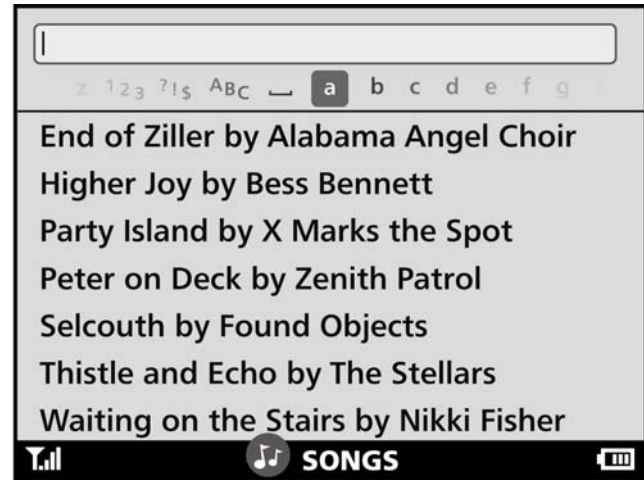 z 123 ?!$ ABC a b c d e f g
End of Ziller by Alabama Angel Choir
Higher Joy by Bess Bennett
Party Island by X Marks the Spot
Peter on Deck by Zenith Patrol
Selcouth by Found Objects
Thistle and Echo by The Stellars
Waiting on the Stairs by Nikki Fisher
SONGS